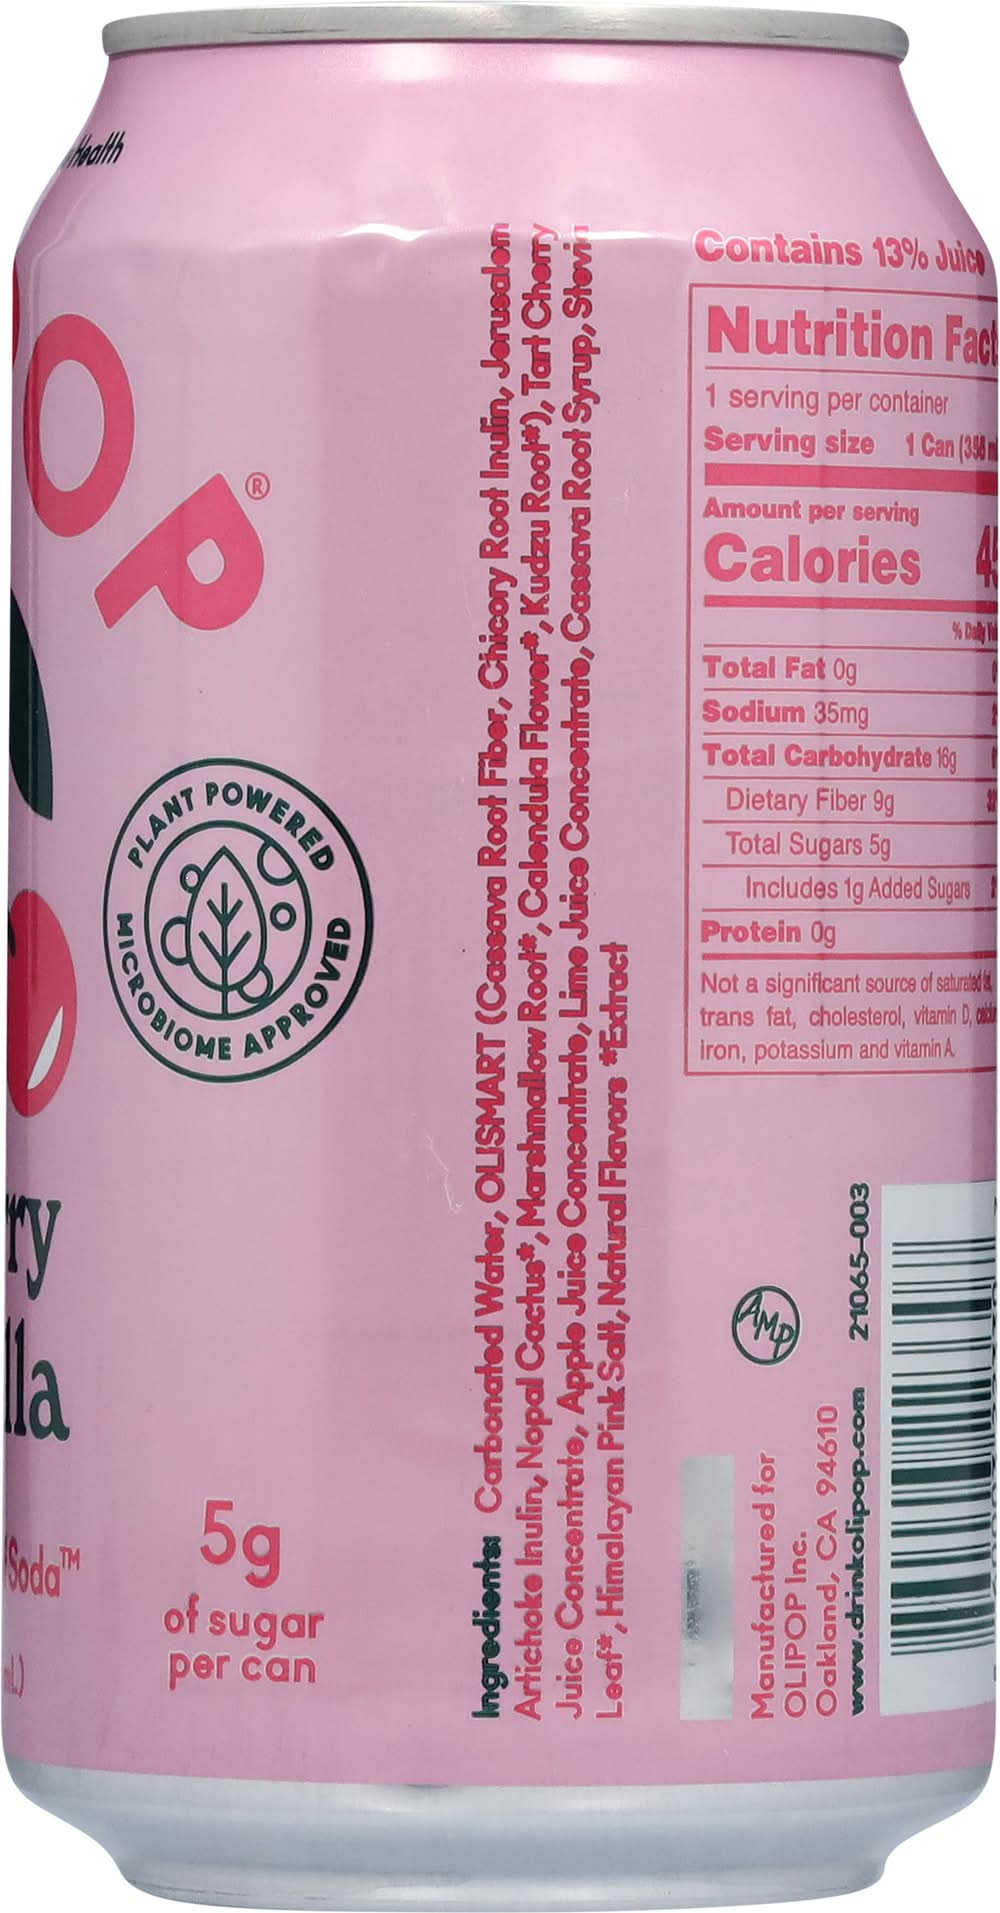 Health
OP®
PLANT POWERED
MICROBIOME APPROVED
5g
of sugar
per can
Soda™
Ingredients: Carbonated Water, OLISMART (Cassava Root Fiber, Chicory Root Inulin, Jerusalem
Artichoke Inulin, Nopal Cactus*, Marshmallow Root*, Calendula Flower*, Kudzu Root*), Tart Cherry
Juice Concentrate, Apple Juice Concentrate, Lime Juice Concentrate, Cassava Root Syrup, Stevia
Leaf*, Himalayan Pink Salt, Natural Flavors *Extract
Contains 13% Juice
Nutrition Fact
1 serving per container
Serving size 1 Can
Amount per serving
Calories 45
% Daily
Total Fat 0g
Sodium 35mg
Total Carbohydrate 16g
Dietary Fiber 9g
Total Sugars 5g
Includes 1g Added Sugars
Protein 0g
Not a significant source of saturated fat,
trans fat, cholesterol, vitamin D,
iron, potassium and vitamin A.
AMP
Manufactured for
OLIPOP Inc.
Oakland, CA 94610
www.drinkolipop.com 21065-003